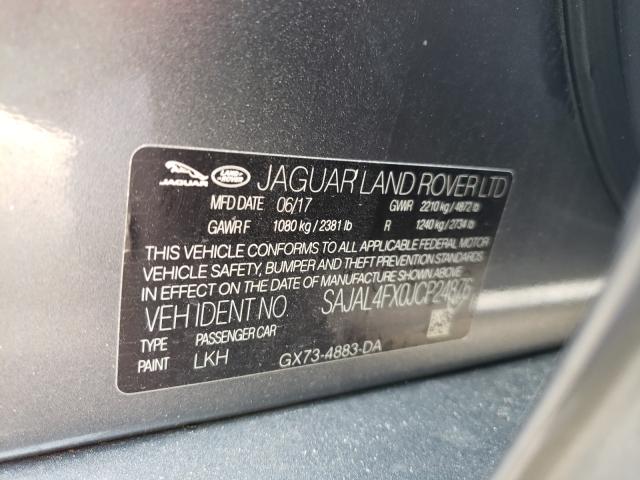 JAGUAR LAND ROVER JAGUAR LAND ROVER LTD
MFD DATE 06/17 GVWR 2210 kg / 4872 lb
GAWR F 1080 kg / 2381 lb R 1240 kg / 2734 lb
THIS VEHICLE CONFORMS TO ALL APPLICABLE FEDERAL MOTOR
VEHICLE SAFETY, BUMPER AND THEFT PREVENTION STANDARDS
IN EFFECT ON THE DATE OF MANUFACTURE SHOWN ABOVE
VEH IDENT NO SAJAL4FX0JCP24875
TYPE PASSENGER CAR
PAINT LKH GX73-4883-DA